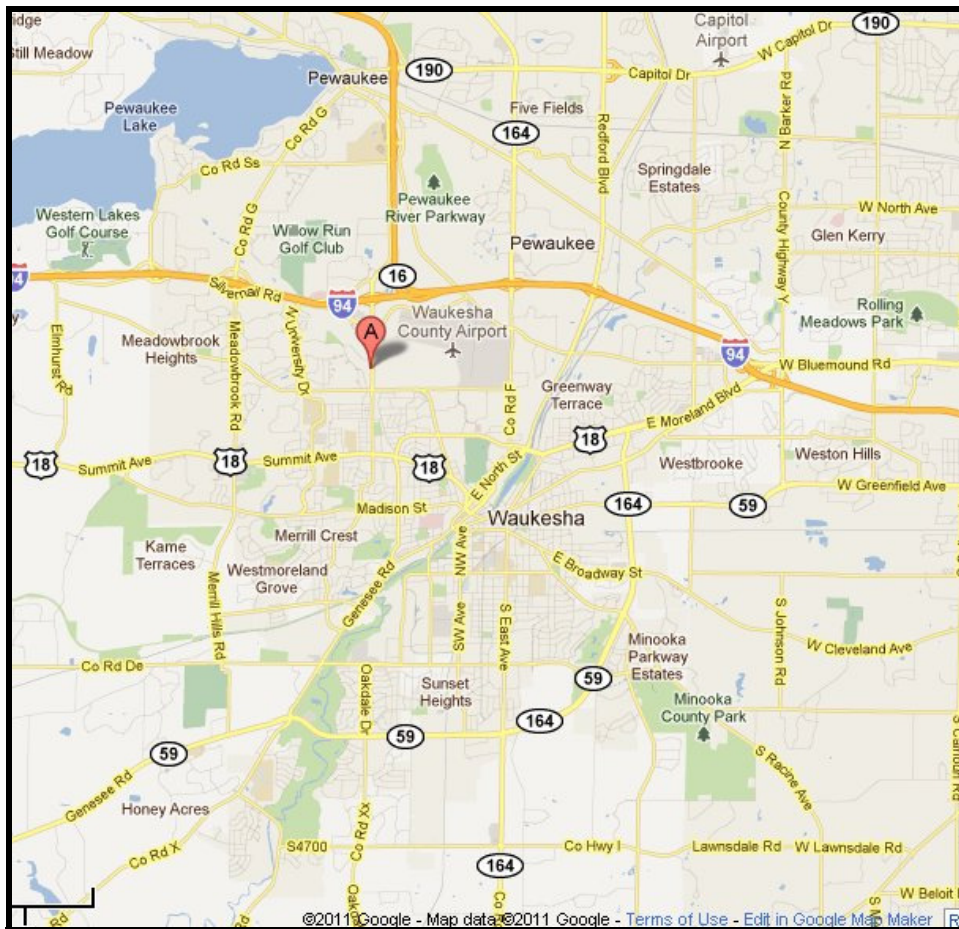 idge
Still Meadow
Pewaukee
190
Capitol Dr
Capitol
Airport
W Capitol Dr
190
Pewaukee
Lake
Co Rd G
Co Rd Ss
Five Fields
164
Redford Blvd
N Barker Rd
Springdale
Estates
Pewaukee
River Parkway
Western Lakes
Golf Course
Co Rd G
Willow Run
Golf Club
Pewaukee
County Highway Y
W North Ave
Glen Kerry
16
Silvernail Rd
94
94
Waukesha
County Airport
A
Rolling
Meadows Park
Elmhurst Rd
Meadowbrook
Heights
Meadowbrook Rd
N University Dr
94
W Bluemound Rd
Co Rd F
Greenway
Terrace
E Moreland Blvd
18
18
Summit Ave
18
Summit Ave
18
E North St
Westbrooke
Weston Hills
W Greenfield Ave
164
59
Madison St
Waukesha
Merrill Crest
Kame
Terraces
Westmoreland
Grove
Genesee Rd
NW Ave
E Broadway St
Merrill Hills Rd
SW Ave
S East Ave
S Johnson Rd
Minooka
Parkway
Estates
W Cleveland Ave
Co Rd De
Oakdale Dr
Sunset
Heights
59
Minooka
County Park
164
59
59
S Racine Ave
S Calhoun Rd
Genesee Rd
Honey Acres
Co Rd X
Co Rd X
S4700
Co Hwy I
Lawnsdale Rd
W Lawnsdale Rd
164
Rd
W Beloit
©2011 Google - Map data ©2011 Google - Terms of Use - Edit in Google Map Maker